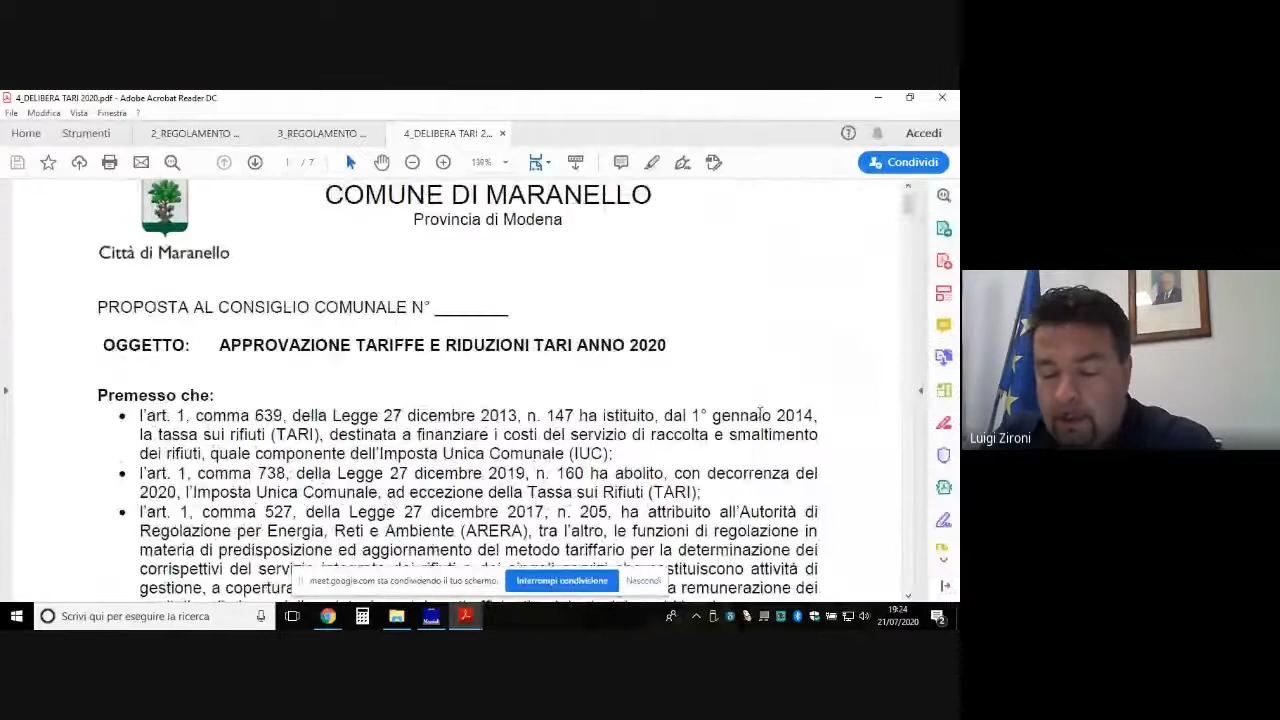 4_DELIBERA TARI 2020.pdf - Adobe Acrobat Reader DC
File Modifica Vista Finestra ?
Home Strumenti 2_REGOLAMENTO ... 3_REGOLAMENTO ... 4_DELIBERA TARI 2... × Accedi
1 / 7 Condividi
COMUNE DI MARANELLO
Provincia di Modena
Città di Maranello
PROPOSTA AL CONSIGLIO COMUNALE N° ________
OGGETTO: APPROVAZIONE TARIFFE E RIDUZIONI TARI ANNO 2020
Premesso che:
• l'art. 1, comma 639, della Legge 27 dicembre 2013, n. 147 ha istituito, dal 1° gennaio 2014,
la tassa sui rifiuti (TARI), destinata a finanziare i costi del servizio di raccolta e smaltimento
dei rifiuti, quale componente dell'Imposta Unica Comunale (IUC);
• l'art. 1, comma 738, della Legge 27 dicembre 2019, n. 160 ha abolito, con decorrenza del
2020, l'Imposta Unica Comunale, ad eccezione della Tassa sui Rifiuti (TARI);
• l'art. 1, comma 527, della Legge 27 dicembre 2017, n. 205, ha attribuito all'Autorità di
Regolazione per Energia, Reti e Ambiente (ARERA), tra l'altro, le funzioni di regolazione in
materia di predisposizione ed aggiornamento del metodo tariffario per la determinazione dei
corrispettivi del servizio attività di
gestione, a copertura remunerazione dei
meet.google.com sta condividendo il tuo schermo. Interrompi condivisione Nascondi
Luigi Zironi
Scrivi qui per eseguire la ricerca
19:24
21/07/2020
2